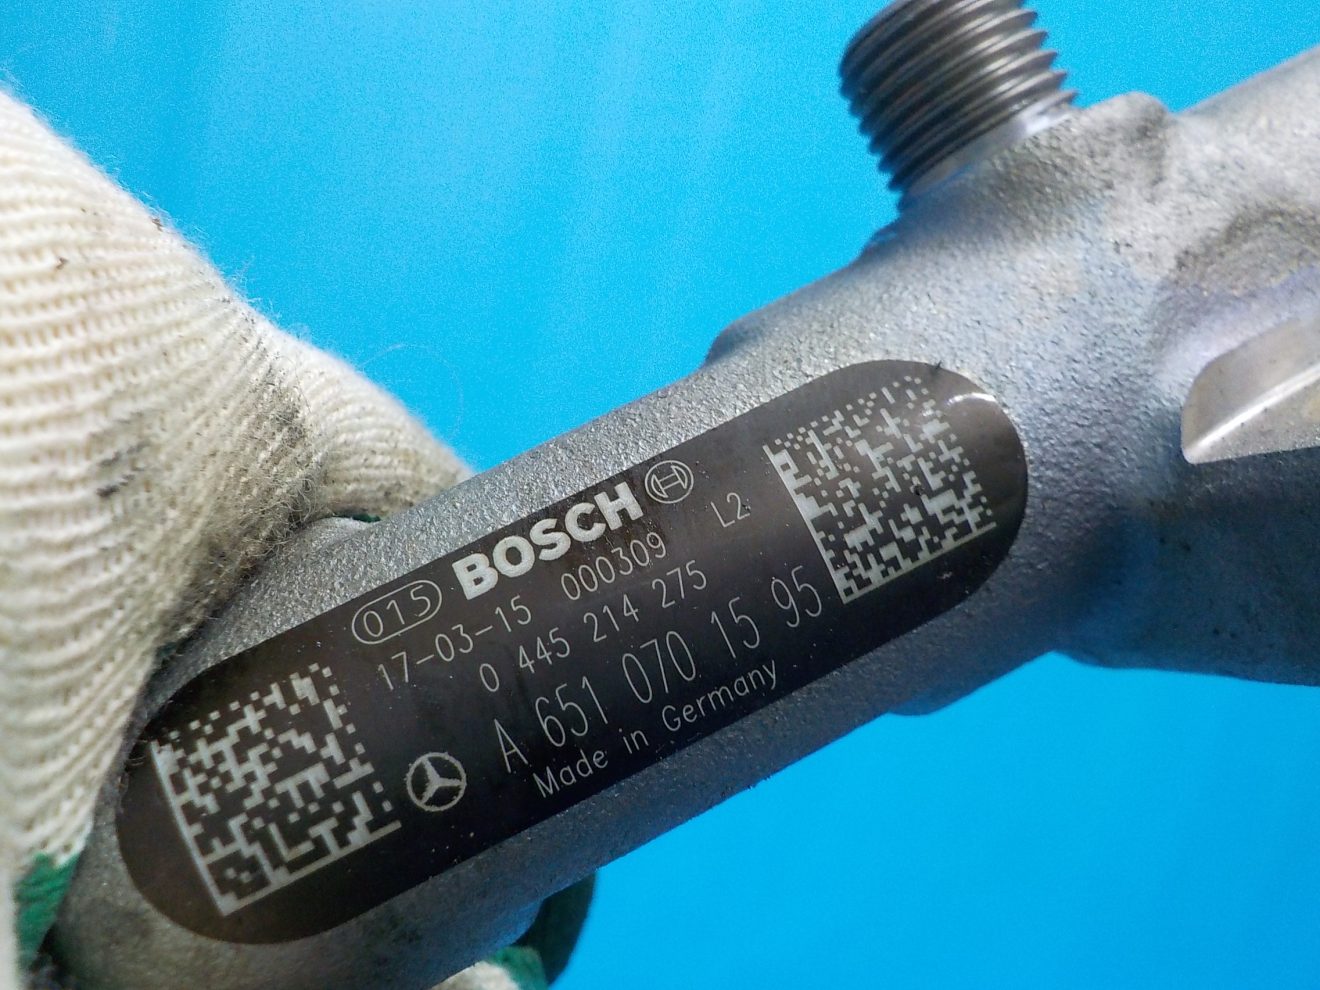 015 BOSCH
17-03-15 000309 L2
0 445 214 275
A 651 070 15 95
Made in Germany